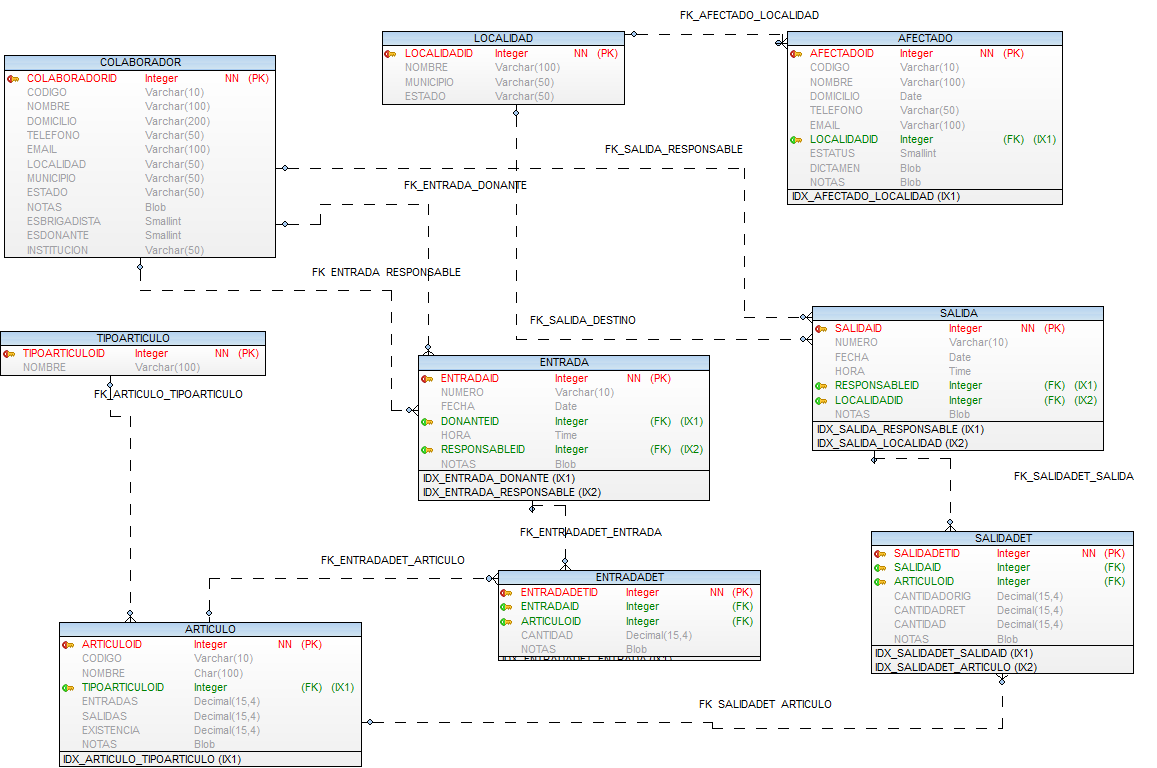 FK_AFECTADO_LOCALIDAD
LOCALIDAD
LOCALIDADID Integer NN (PK)
NOMBRE Varchar(100)
MUNICIPIO Varchar(50)
ESTADO Varchar(50)
AFECTADO
AFECTADOID Integer NN (PK)
CODIGO Varchar(10)
NOMBRE Varchar(100)
DOMICILIO Date
TELEFONO Varchar(50)
EMAIL Varchar(100)
LOCALIDADID Integer (FK) (IX1)
ESTATUS Smallint
DICTAMEN Blob
NOTAS Blob
IDX_AFECTADO_LOCALIDAD (IX1)
COLABORADOR
COLABORADORID Integer NN (PK)
CODIGO Varchar(10)
NOMBRE Varchar(100)
DOMICILIO Varchar(200)
TELEFONO Varchar(50)
EMAIL Varchar(100)
LOCALIDAD Varchar(50)
MUNICIPIO Varchar(50)
ESTADO Varchar(50)
NOTAS Blob
ESBRIGADISTA Smallint
ESDONANTE Smallint
INSTITUCION Varchar(50)
FK_SALIDA_RESPONSABLE
FK_ENTRADA_DONANTE
FK_ENTRADA_RESPONSABLE
FK_SALIDA_DESTINO
TIPOARTICULO
TIPOARTICULOID Integer NN (PK)
NOMBRE Varchar(100)
FK_ARTICULO_TIPOARTICULO
SALIDA
SALIDAID Integer NN (PK)
NUMERO Varchar(10)
FECHA Date
HORA Time
RESPONSABLEID Integer (FK) (IX1)
LOCALIDADID Integer (FK) (IX2)
NOTAS Blob
IDX_SALIDA_RESPONSABLE (IX1)
IDX_SALIDA_LOCALIDAD (IX2)
ENTRADA
ENTRADAID Integer NN (PK)
NUMERO Varchar(10)
FECHA Date
DONANTEID Integer (FK) (IX1)
HORA Time
RESPONSABLEID Integer (FK) (IX2)
NOTAS Blob
IDX_ENTRADA_DONANTE (IX1)
IDX_ENTRADA_RESPONSABLE (IX2)
FK_SALIDADET_SALIDA
FK_ENTRADADET_ENTRADA
FK_ENTRADADET_ARTICULO
SALIDADET
SALIDADETID Integer NN (PK)
SALIDAID Integer (FK)
ARTICULOID Integer (FK)
CANTIDADORIG Decimal(15,4)
CANTIDADRET Decimal(15,4)
CANTIDAD Decimal(15,4)
NOTAS Blob
IDX_SALIDADET_SALIDAID (IX1)
IDX_SALIDADET_ARTICULO (IX2)
ENTRADADET
ENTRADADETID Integer NN (PK)
ENTRADAID Integer (FK)
ARTICULOID Integer (FK)
CANTIDAD Decimal(15,4)
NOTAS Blob
IDX_ENTRADADET_ENTRADA (IX1)
ARTICULO
ARTICULOID Integer NN (PK)
CODIGO Varchar(10)
NOMBRE Char(100)
TIPOARTICULOID Integer (FK) (IX1)
ENTRADAS Decimal(15,4)
SALIDAS Decimal(15,4)
EXISTENCIA Decimal(15,4)
NOTAS Blob
IDX_ARTICULO_TIPOARTICULO (IX1)
FK_SALIDADET_ARTICULO